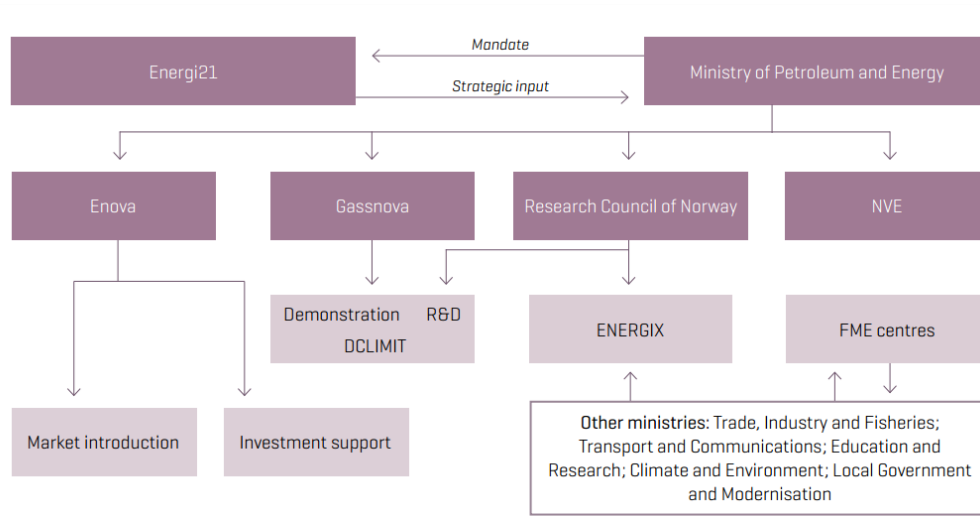 Mandate
Energi21
Ministry of Petroleum and Energy
Strategic input
Enova
Gassnova
Research Council of Norway
NVE
Demonstration R&D
DCLIMIT
ENERGIX
FME centres
Market introduction
Investment support
Other ministries: Trade, Industry and Fisheries;
Transport and Communications; Education and
Research; Climate and Environment; Local Government
and Modernisation